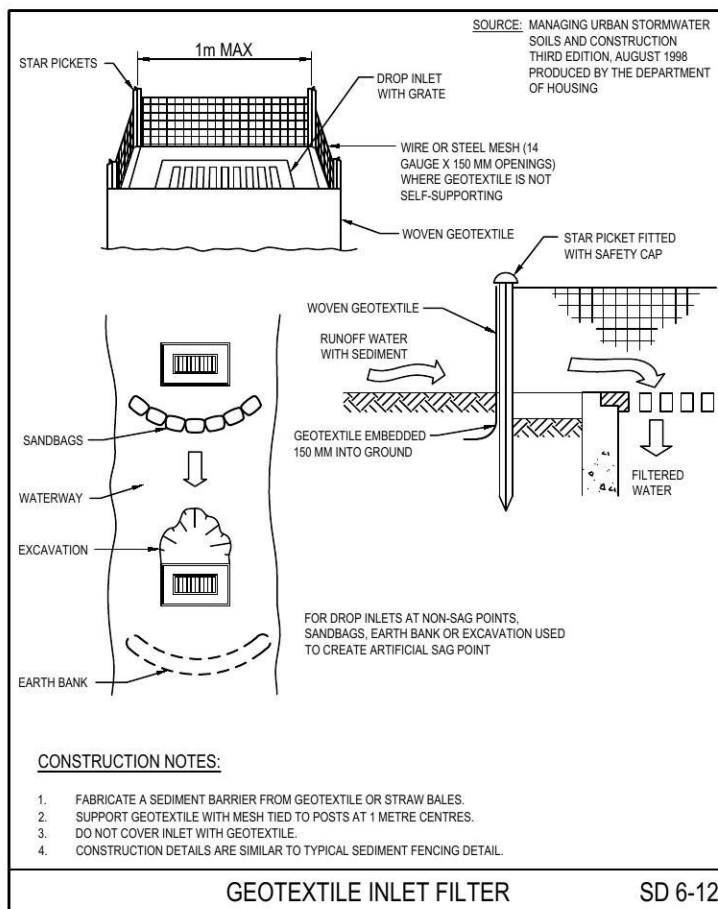 SOURCE: MANAGING URBAN STORMWATER
SOILS AND CONSTRUCTION
THIRD EDITION, AUGUST 1998
PRODUCED BY THE DEPARTMENT
OF HOUSING
1m MAX
STAR PICKETS
DROP INLET
WITH GRATE
WIRE OR STEEL MESH (14
GAUGE X 150 MM OPENINGS)
WHERE GEOTEXTILE IS NOT
SELF-SUPPORTING
WOVEN GEOTEXTILE
STAR PICKET FITTED
WITH SAFETY CAP
WOVEN GEOTEXTILE
RUNOFF WATER
WITH SEDIMENT
GEOTEXTILE EMBEDDED
150 MM INTO GROUND
FILTERED
WATER
SANDBAGS
WATERWAY
EXCAVATION
EARTH BANK
FOR DROP INLETS AT NON-SAG POINTS,
SANDBAGS, EARTH BANK OR EXCAVATION USED
TO CREATE ARTIFICIAL SAG POINT
CONSTRUCTION NOTES:
1. FABRICATE A SEDIMENT BARRIER FROM GEOTEXTILE OR STRAW BALES.
2. SUPPORT GEOTEXTILE WITH MESH TIED TO POSTS AT 1 METRE CENTRES.
3. DO NOT COVER INLET WITH GEOTEXTILE.
4. CONSTRUCTION DETAILS ARE SIMILAR TO TYPICAL SEDIMENT FENCING DETAIL.
GEOTEXTILE INLET FILTER SD 6-12